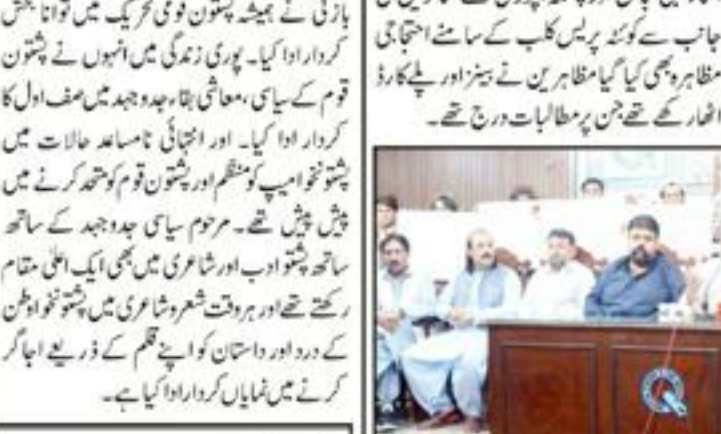 بازئی نے ہمیشہ پشتون قومی تحریک میں توانا بخش
کردار ادا کیا۔ پوری زندگی میں انہوں نے پشتون
قوم کے سیاسی، معاشی بقاء جدوجہد میں صف اول کا
کردار ادا کیا۔ اور انتہائی نامساعد حالات میں
پشتونخوامیپ کو منظم اور پشتون قوم کو متحد کرنے میں
پیش پیش تھے۔ مرحوم سیاسی جدوجہد کے ساتھ
ساتھ پشتو ادب اور شاعری میں بھی ایک اعلیٰ مقام
رکھتے تھے اور ہر وقت شعر و شاعری میں پشتونخوا وطن
کے درد اور داستان کو اپنے قلم کے ذریعے اجاگر
کرنے میں نمایاں کردار ادا کیا ہے۔
جانب سے کوئٹہ پریس کلب کے سامنے احتجاجی
مظاہرہ بھی کیا گیا مظاہرین نے بینرز اور پلے کارڈ
اٹھا رکھے تھے جن پر مطالبات درج تھے۔